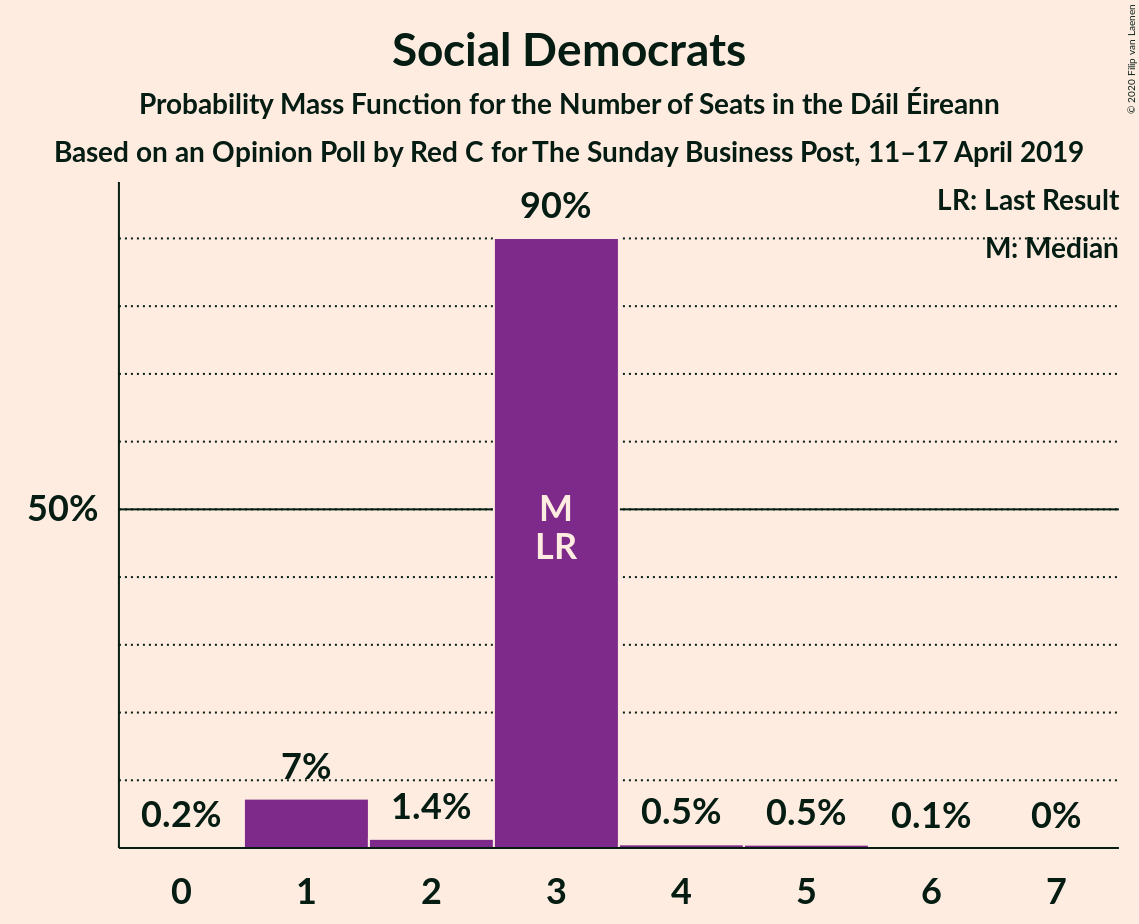 Social Democrats
Probability Mass Function for the Number of Seats in the Dáil Éireann
Based on an Opinion Poll by Red C for The Sunday Business Post, 11–17 April 2019
© 2020 Filip van Laenen
LR: Last Result
M: Median
90%
50%
M
LR
7%
0.2%
1.4%
0.5%
0.5%
0.1%
0%
0 1 2 3 4 5 6 7